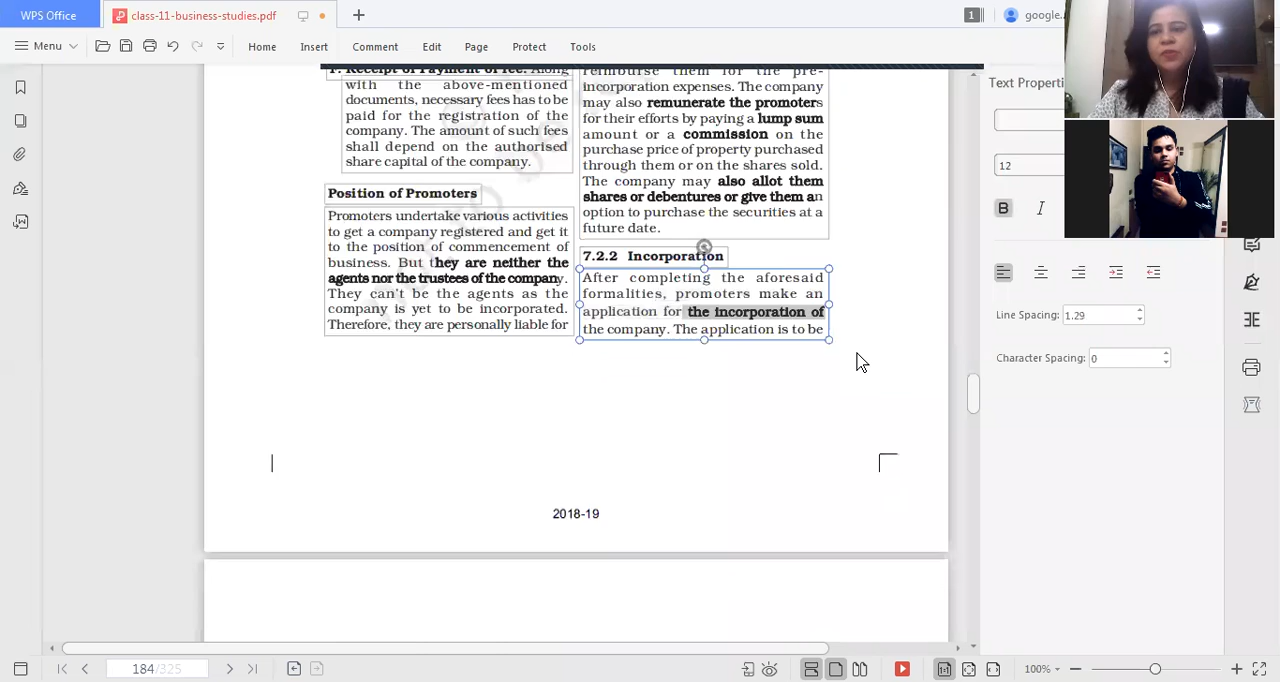 WPS Office
class-11-business-studies.pdf
1
google.
Menu
Home
Insert
Comment
Edit
Page
Protect
Tools
Text Properti
12
B
I
Line Spacing:
1.29
Character Spacing:
0
7. Receipt of Payment of fee: Along
with the above-mentioned
documents, necessary fees has to be
paid for the registration of the
company. The amount of such fees
shall depend on the authorised
share capital of the company.
Position of Promoters
Promoters undertake various activities
to get a company registered and get it
to the position of commencement of
business. But they are neither the
agents nor the trustees of the company.
They can't be the agents as the
company is yet to be incorporated.
Therefore, they are personally liable for
reimburse them for the pre-
incorporation expenses. The company
may also remunerate the promoters
for their efforts by paying a lump sum
amount or a commission on the
purchase price of property purchased
through them or on the shares sold.
The company may also allot them
shares or debentures or give them an
option to purchase the securities at a
future date.
7.2.2 Incorporation
After completing the aforesaid
formalities, promoters make an
application for the incorporation of
the company. The application is to be
2018-19
184/325
100%